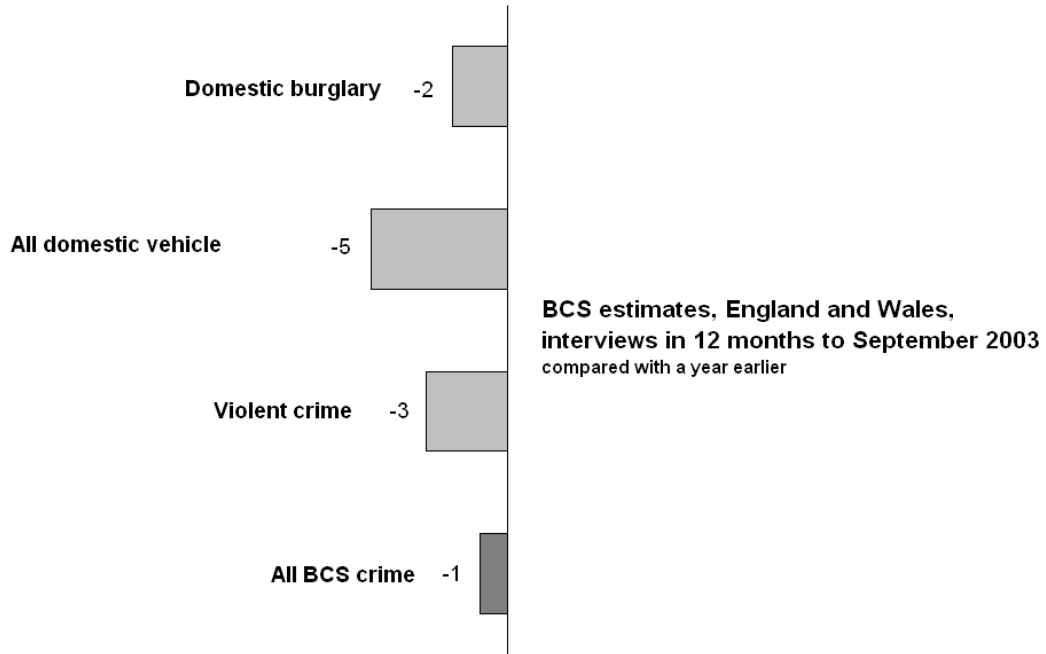 Domestic burglary -2
All domestic vehicle -5
BCS estimates, England and Wales,
interviews in 12 months to September 2003
compared with a year earlier
Violent crime -3
All BCS crime -1